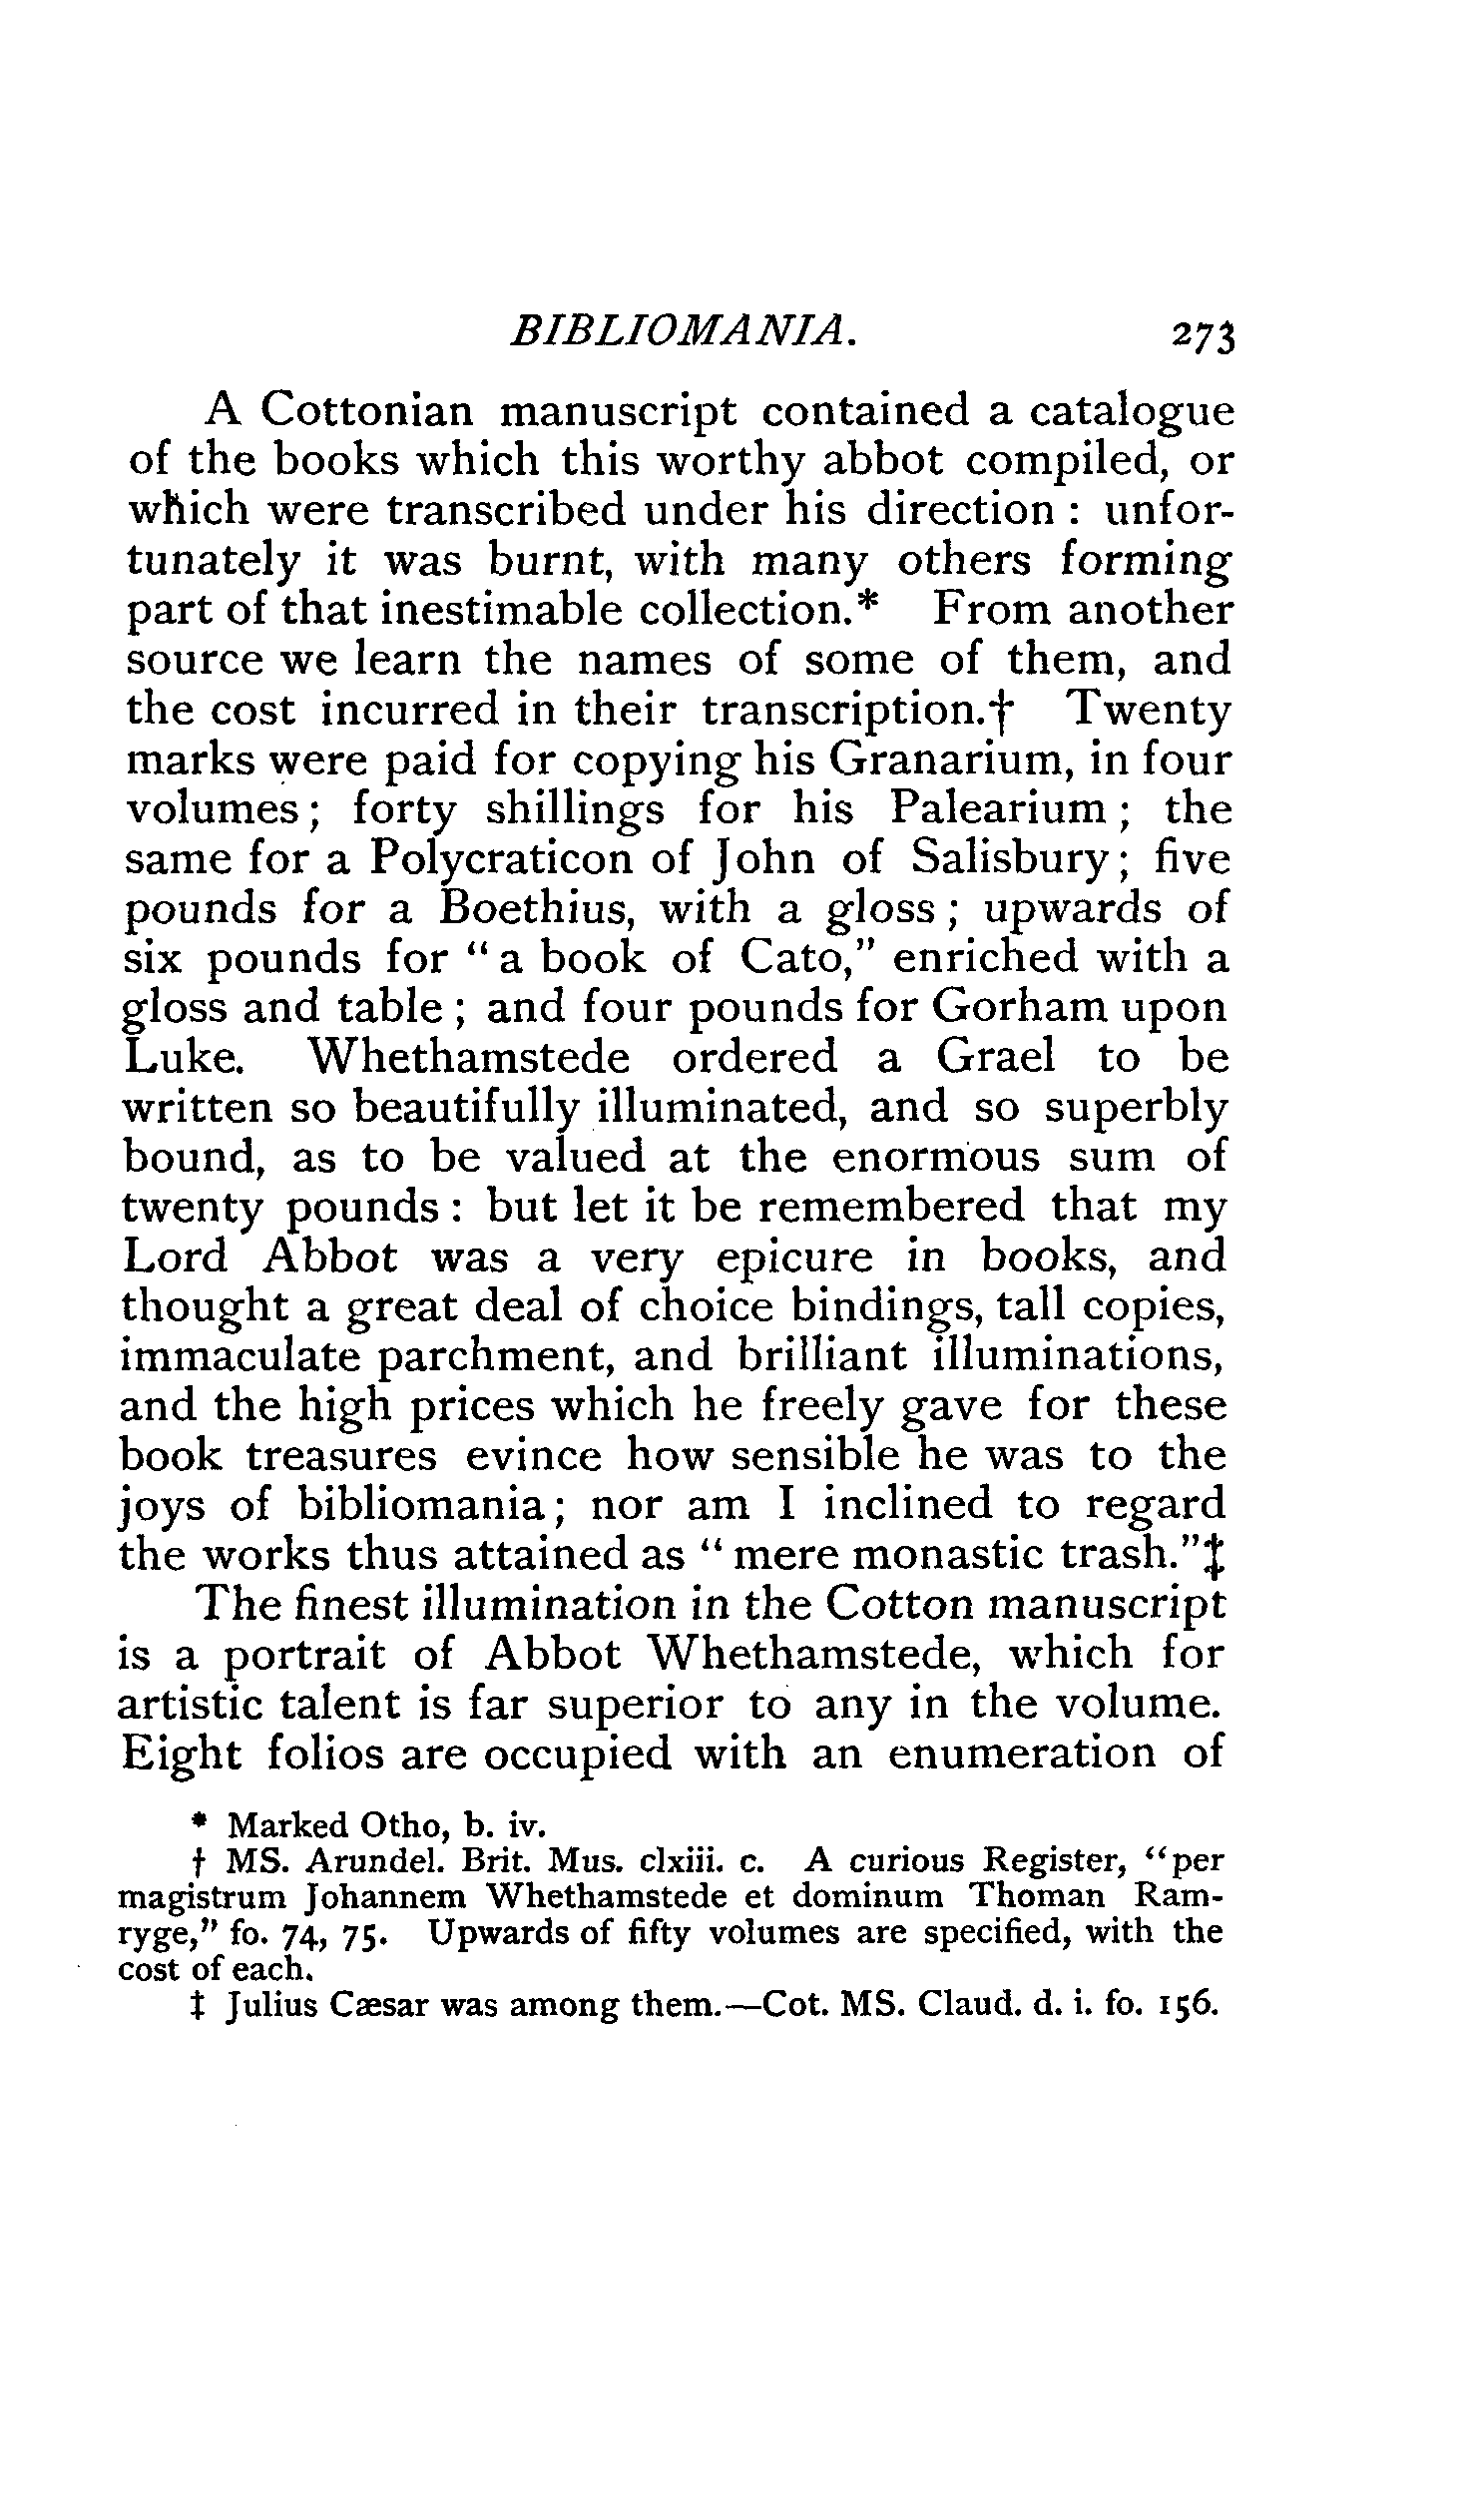 BIBLIOMANIA. 273
A Cottonian manuscript contained a catalogue
of the books which this worthy abbot compiled, or
which were transcribed under his direction : unfor-
tunately it was burnt, with many others forming
part of that inestimable collection.* From another
source we learn the names of some of them, and
the cost incurred in their transcription.† Twenty
marks were paid for copying his Granarium, in four
volumes ; forty shillings for his Palearium ; the
same for a Polycraticon of John of Salisbury ; five
pounds for a Boethius, with a gloss ; upwards of
six pounds for “ a book of Cato,” enriched with a
gloss and table ; and four pounds for Gorham upon
Luke. Whethamstede ordered a Grael to be
written so beautifully illuminated, and so superbly
bound, as to be valued at the enormous sum of
twenty pounds : but let it be remembered that my
Lord Abbot was a very epicure in books, and
thought a great deal of choice bindings, tall copies,
immaculate parchment, and brilliant illuminations,
and the high prices which he freely gave for these
book treasures evince how sensible he was to the
joys of bibliomania ; nor am I inclined to regard
the works thus attained as “ mere monastic trash.”‡
The finest illumination in the Cotton manuscript
is a portrait of Abbot Whethamstede, which for
artistic talent is far superior to any in the volume.
Eight folios are occupied with an enumeration of
* Marked Otho, b. iv.
† MS. Arundel. Brit. Mus. clxiii. c. A curious Register, “per
magistrum Johannem Whethamstede et dominum Thoman Ram-
ryge,” fo. 74, 75. Upwards of fifty volumes are specified, with the
cost of each.
‡ Julius Cæsar was among them.—Cot. MS. Claud. d. i. fo. 156.